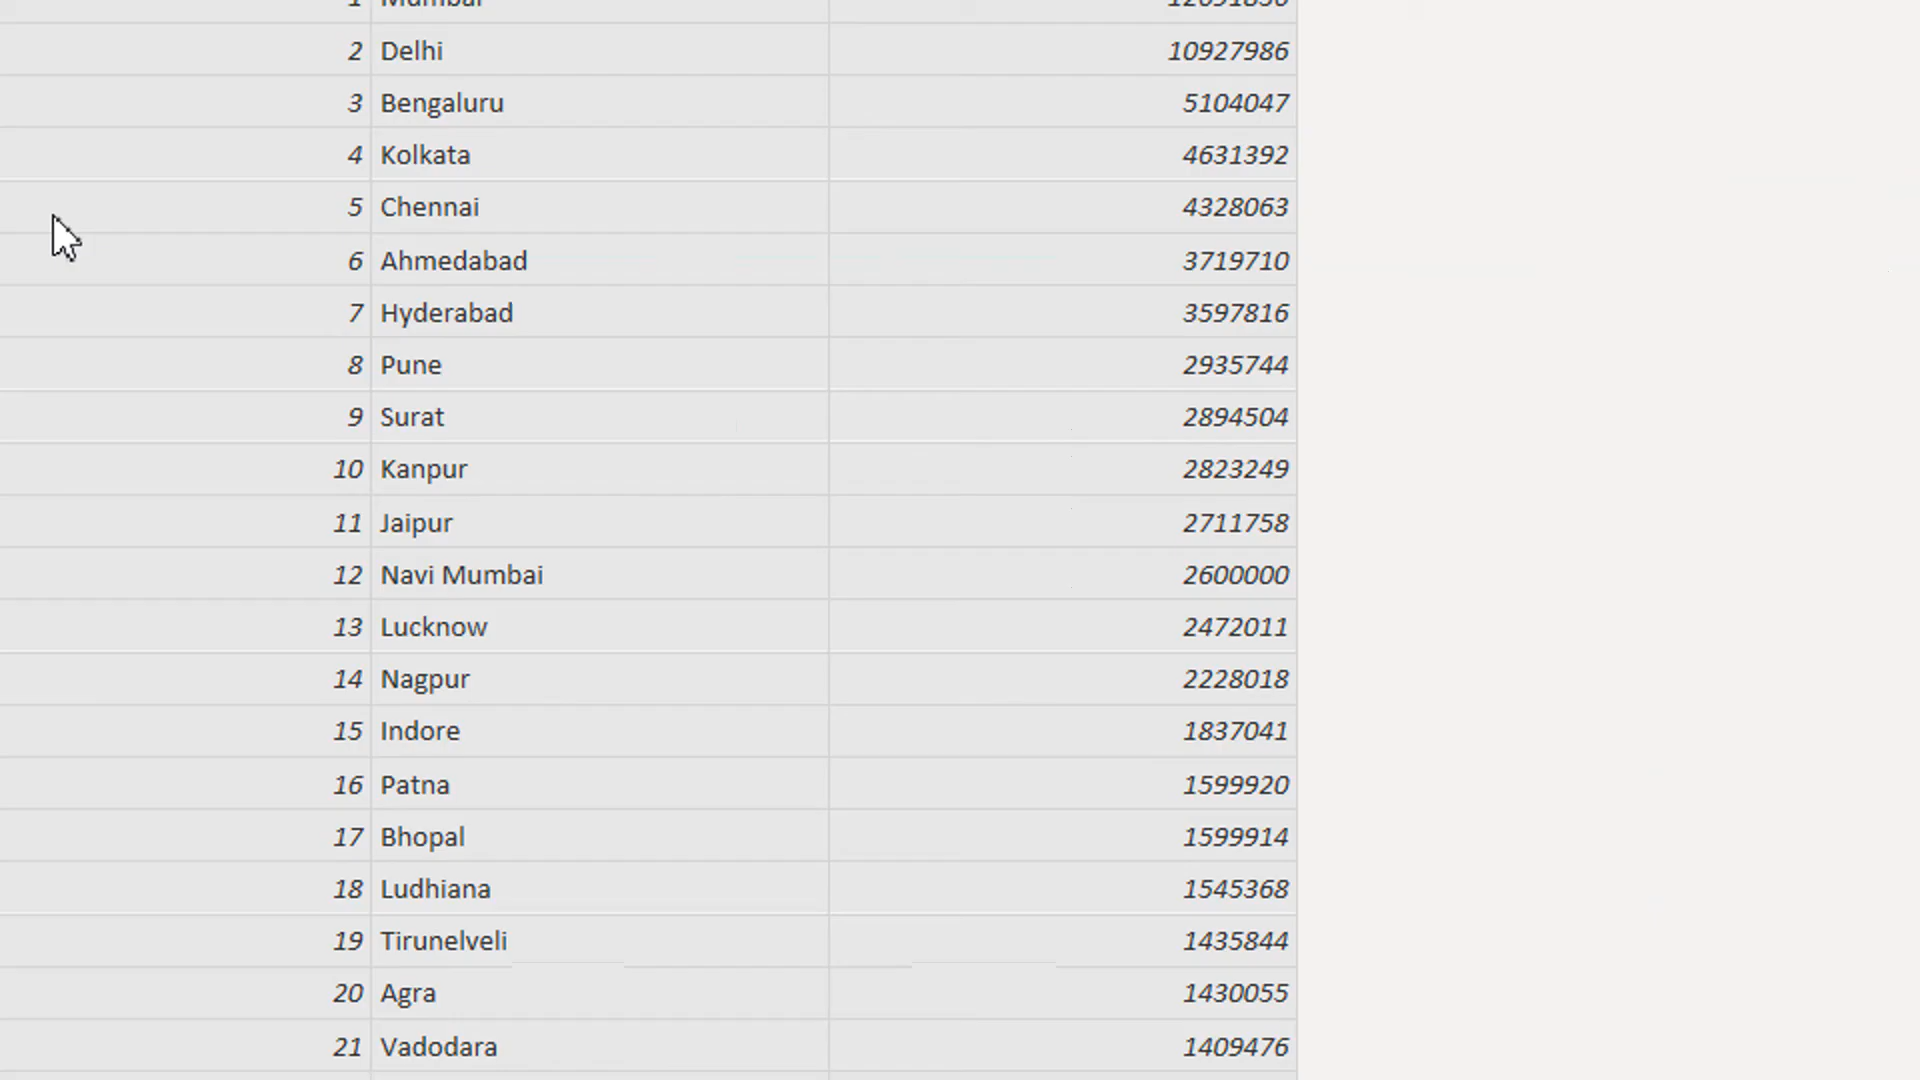 1 Mumbai 12691836
2 Delhi 10927986
3 Bengaluru 5104047
4 Kolkata 4631392
5 Chennai 4328063
6 Ahmedabad 3719710
7 Hyderabad 3597816
8 Pune 2935744
9 Surat 2894504
10 Kanpur 2823249
11 Jaipur 2711758
12 Navi Mumbai 2600000
13 Lucknow 2472011
14 Nagpur 2228018
15 Indore 1837041
16 Patna 1599920
17 Bhopal 1599914
18 Ludhiana 1545368
19 Tirunelveli 1435844
20 Agra 1430055
21 Vadodara 1409476